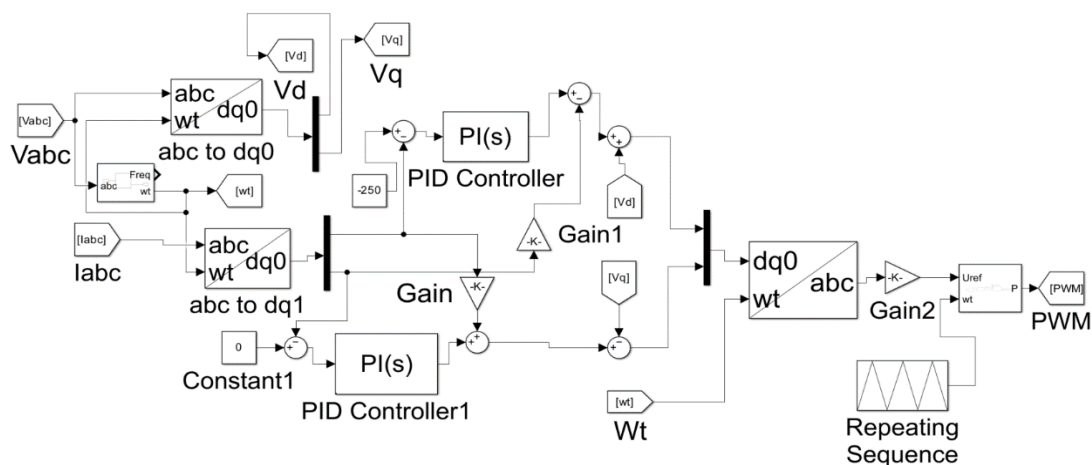 [Vd]
Vd
[Vq]
Vq
[Vabc]
Vabc
abc
wt
dq0
abc to dq0
abc
Freq
wt
[wt]
[Iabc]
Iabc
abc
wt
dq0
abc to dq1
-250
+
−
PI(s)
PID Controller
+
−
+
+
[Vd]
-K-
Gain1
-K-
Gain
0
Constant1
+
−
PI(s)
PID Controller1
+
+
[Vq]
+
−
[wt]
Wt
dq0
wt
abc
-K-
Gain2
Uref
wt
P
[PWM]
PWM
Repeating
Sequence